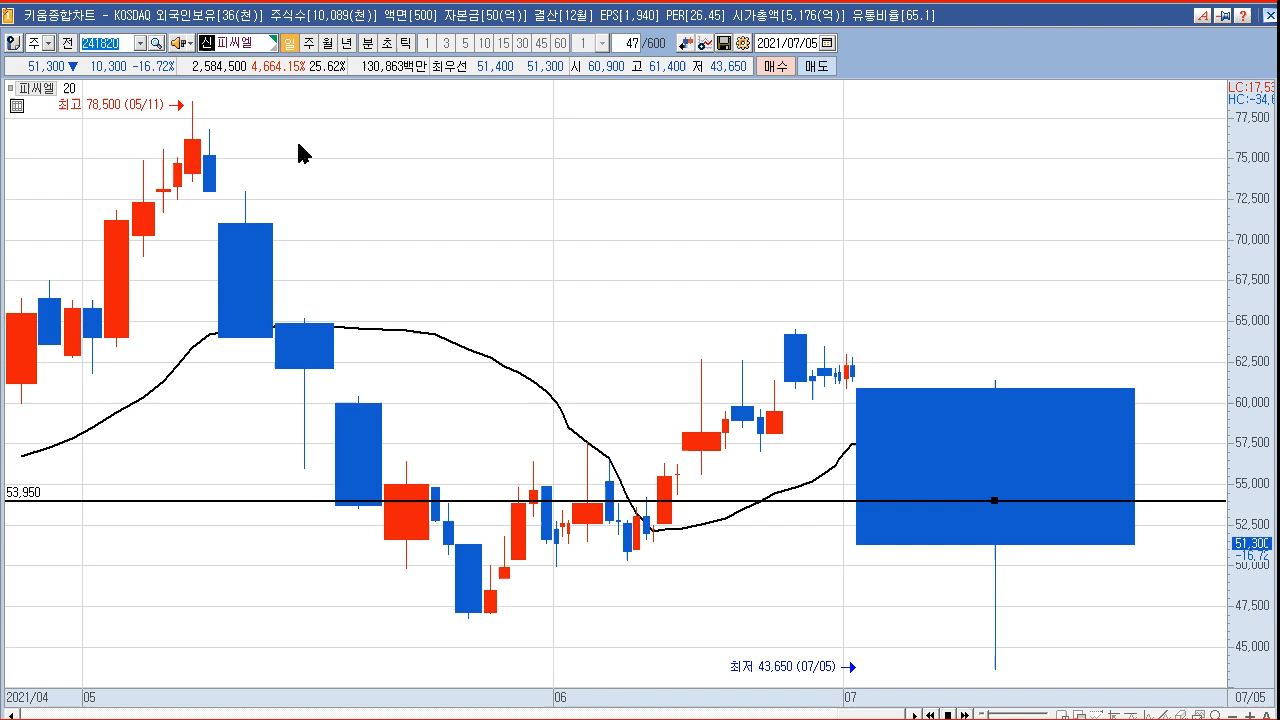 키움종합차트 - KOSDAQ 외국인보유[36(천)] 주식수[10,089(천)] 액면[500] 자본금[50(억)] 결산[12월] EPS[1,940] PER[26.45] 시가총액[5,176(억)] 유통비율[65.1]
주 전 241820 신 피씨엘 일 주 월 년 분 초 틱 1 3 5 10 15 30 45 60 1 47 /600 2021/07/05
51,300 ▼ 10,300 -16.72% 2,584,500 4,664.15% 25.62% 130,863백만 최우선 51,400 51,300 시 60,900 고 61,400 저 43,650 매수 매도
피씨엘 20
LC:17,53
HC:-34,6
최고 78,500 (05/11)
77,500
75,000
72,500
70,000
67,500
65,000
62,500
60,000
57,500
55,000
53,950
52,500
51,300
-16,72
50,000
47,500
45,000
최저 43,650 (07/05)
2021/04 05 06 07 07/05